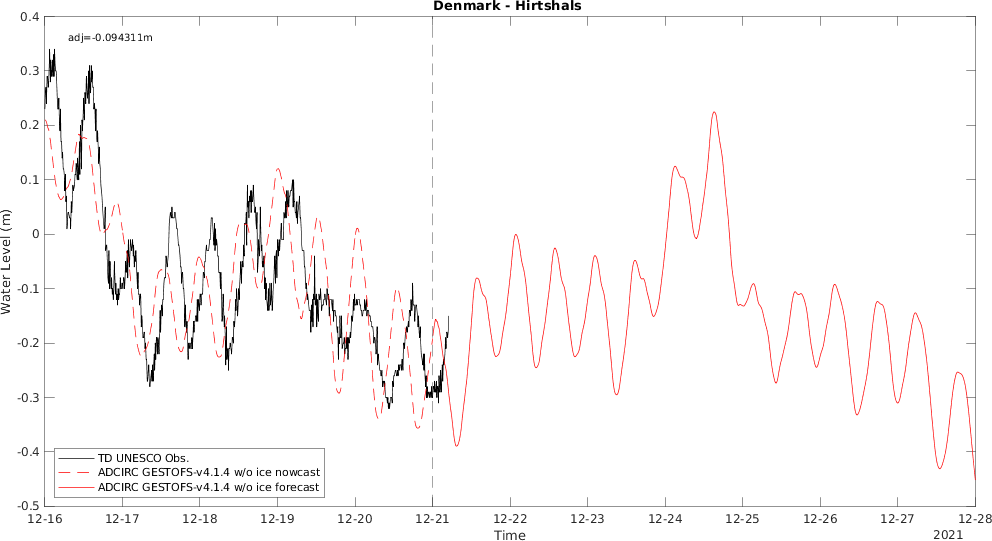 Denmark - Hirtshals
adj=-0.094311m
0.4
0.3
0.2
0.1
0
-0.1
-0.2
-0.3
-0.4
-0.5
Water Level (m)
TD UNESCO Obs.
ADCIRC GESTOFS-v4.1.4 w/o ice nowcast
ADCIRC GESTOFS-v4.1.4 w/o ice forecast
12-16 12-17 12-18 12-19 12-20 12-21 12-22 12-23 12-24 12-25 12-26 12-27 12-28
Time
2021